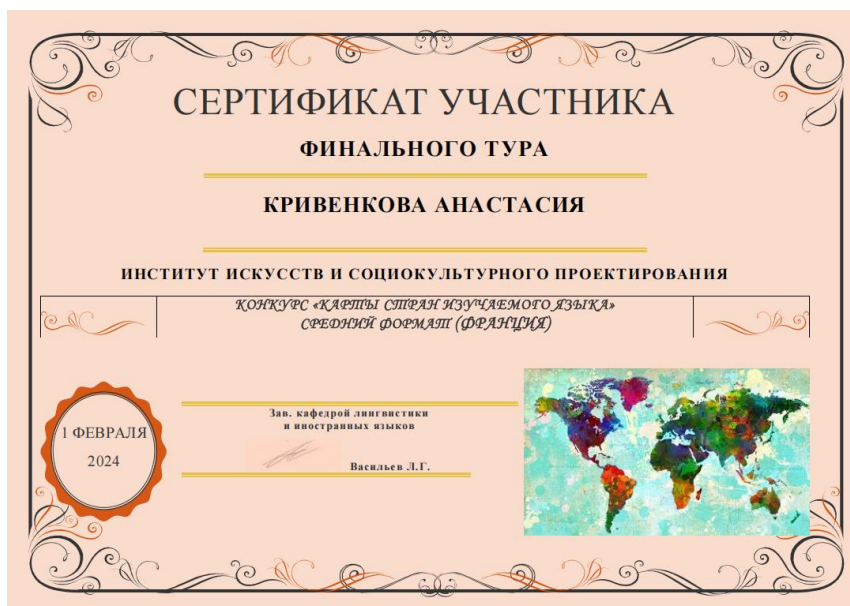 СЕРТИФИКАТ УЧАСТНИКА
ФИНАЛЬНОГО ТУРА
КРИВЕНКОВА АНАСТАСИЯ
ИНСТИТУТ ИСКУССТВ И СОЦИОКУЛЬТУРНОГО ПРОЕКТИРОВАНИЯ
КОНКУРС «КАРТЫ СТРАН ИЗУЧАЕМОГО ЯЗЫКА»
СРЕДНИЙ ФОРМАТ (ФРАНЦИЯ)
1 ФЕВРАЛЯ
2024
Зав. кафедрой лингвистики
и иностранных языков
Васильев Л.Г.